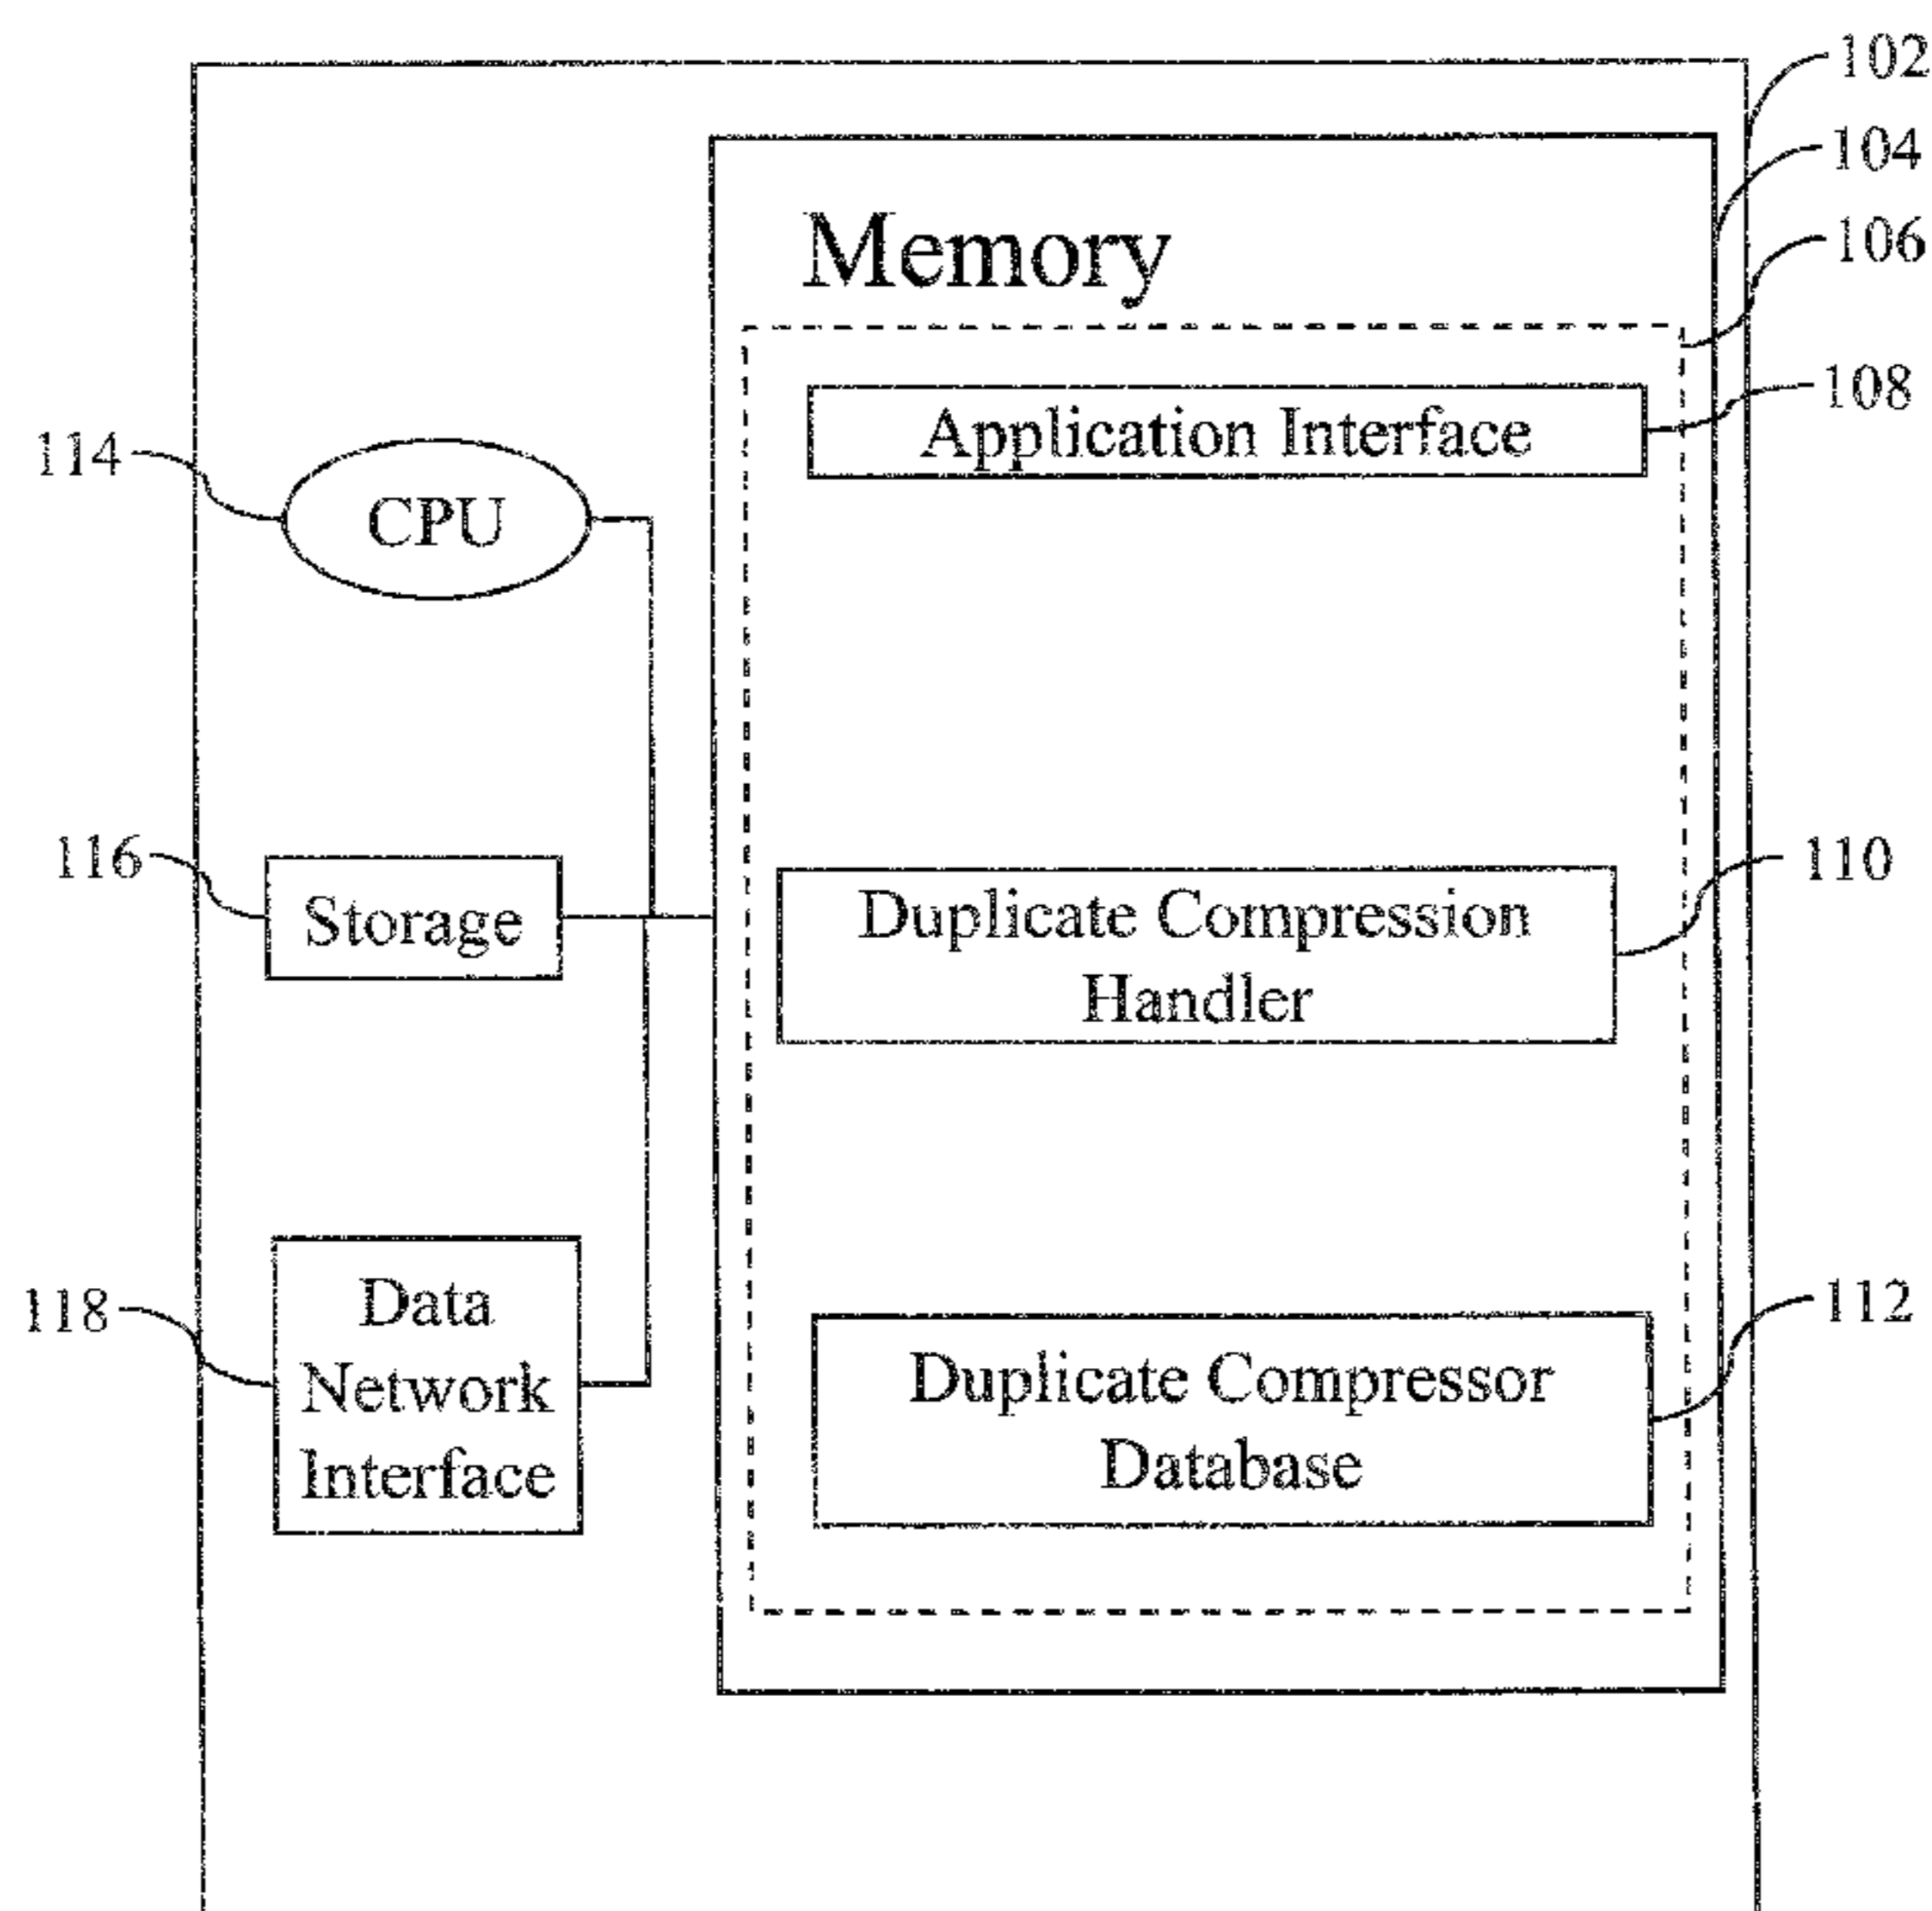 102
104
Memory
106
Application Interface
108
114
CPU
116
Storage
Duplicate Compression
Handler
110
118
Data
Network
Interface
Duplicate Compressor
Database
112